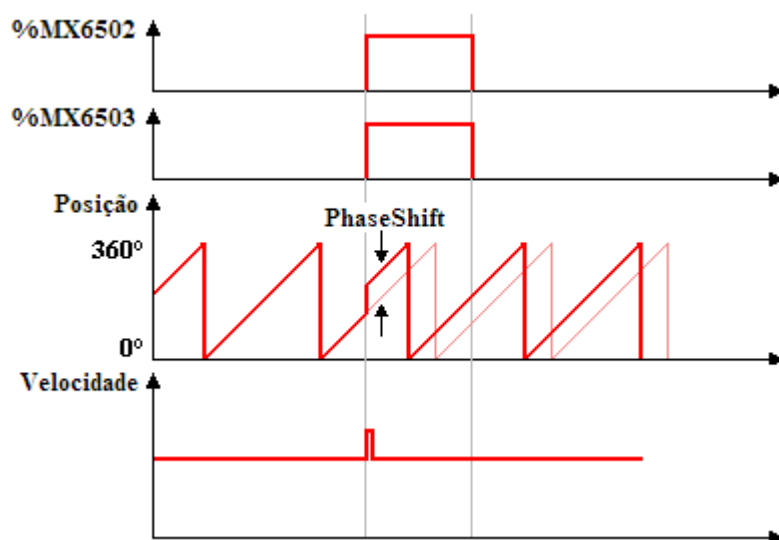 %MX6502
%MX6503
Posição
PhaseShift
360º
0º
Velocidade